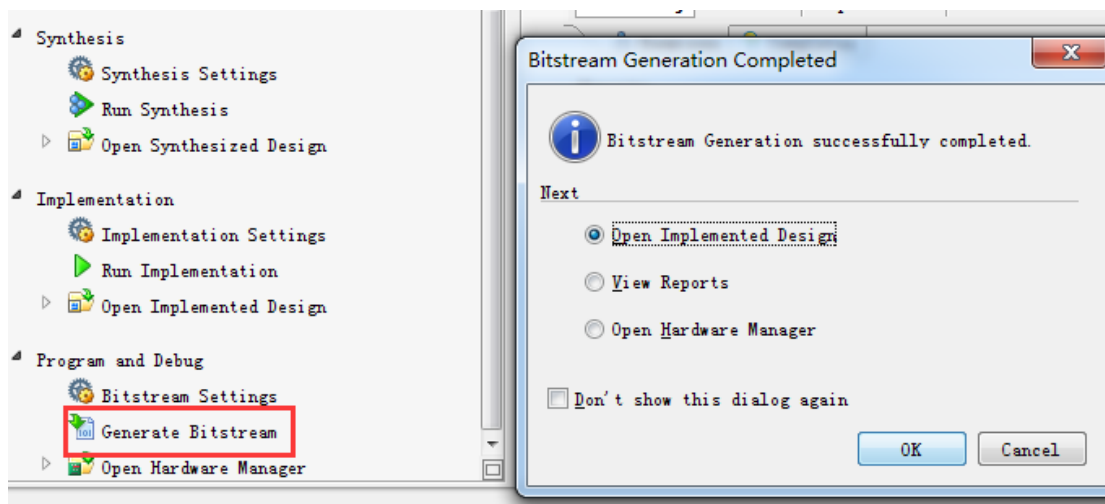 Synthesis
Synthesis Settings
Run Synthesis
Open Synthesized Design
Implementation
Implementation Settings
Run Implementation
Open Implemented Design
Program and Debug
Bitstream Settings
Generate Bitstream
Open Hardware Manager
Bitstream Generation Completed
Bitstream Generation successfully completed.
Next
Open Implemented Design
View Reports
Open Hardware Manager
Don't show this dialog again
OK
Cancel